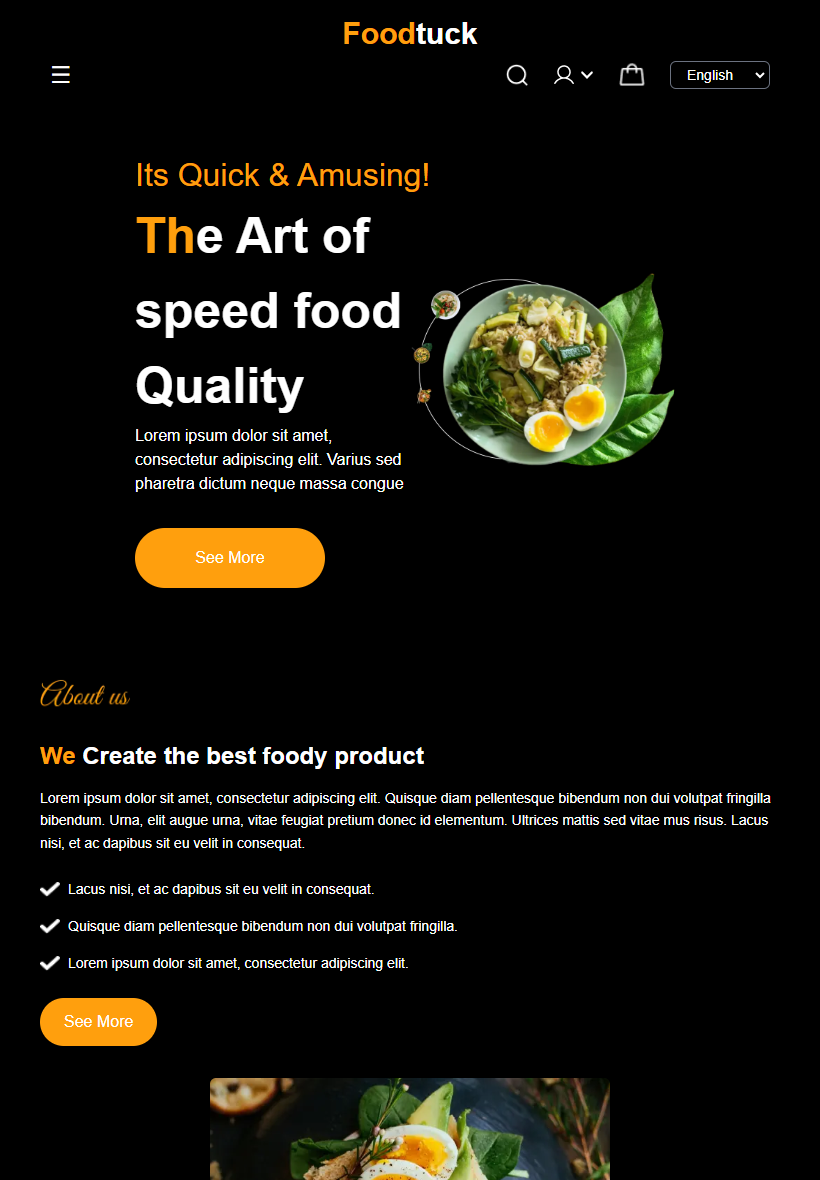 Foodtuck
English
Its Quick & Amusing!
The Art of
speed food
Quality
Lorem ipsum dolor sit amet,
consectetur adipiscing elit. Varius sed
pharetra dictum neque massa congue
See More
About us
We Create the best foody product
Lorem ipsum dolor sit amet, consectetur adipiscing elit. Quisque diam pellentesque bibendum non dui volutpat fringilla
bibendum. Urna, elit augue urna, vitae feugiat pretium donec id elementum. Ultrices mattis sed vitae mus risus. Lacus
nisi, et ac dapibus sit eu velit in consequat.
Lacus nisi, et ac dapibus sit eu velit in consequat.
Quisque diam pellentesque bibendum non dui volutpat fringilla.
Lorem ipsum dolor sit amet, consectetur adipiscing elit.
See More